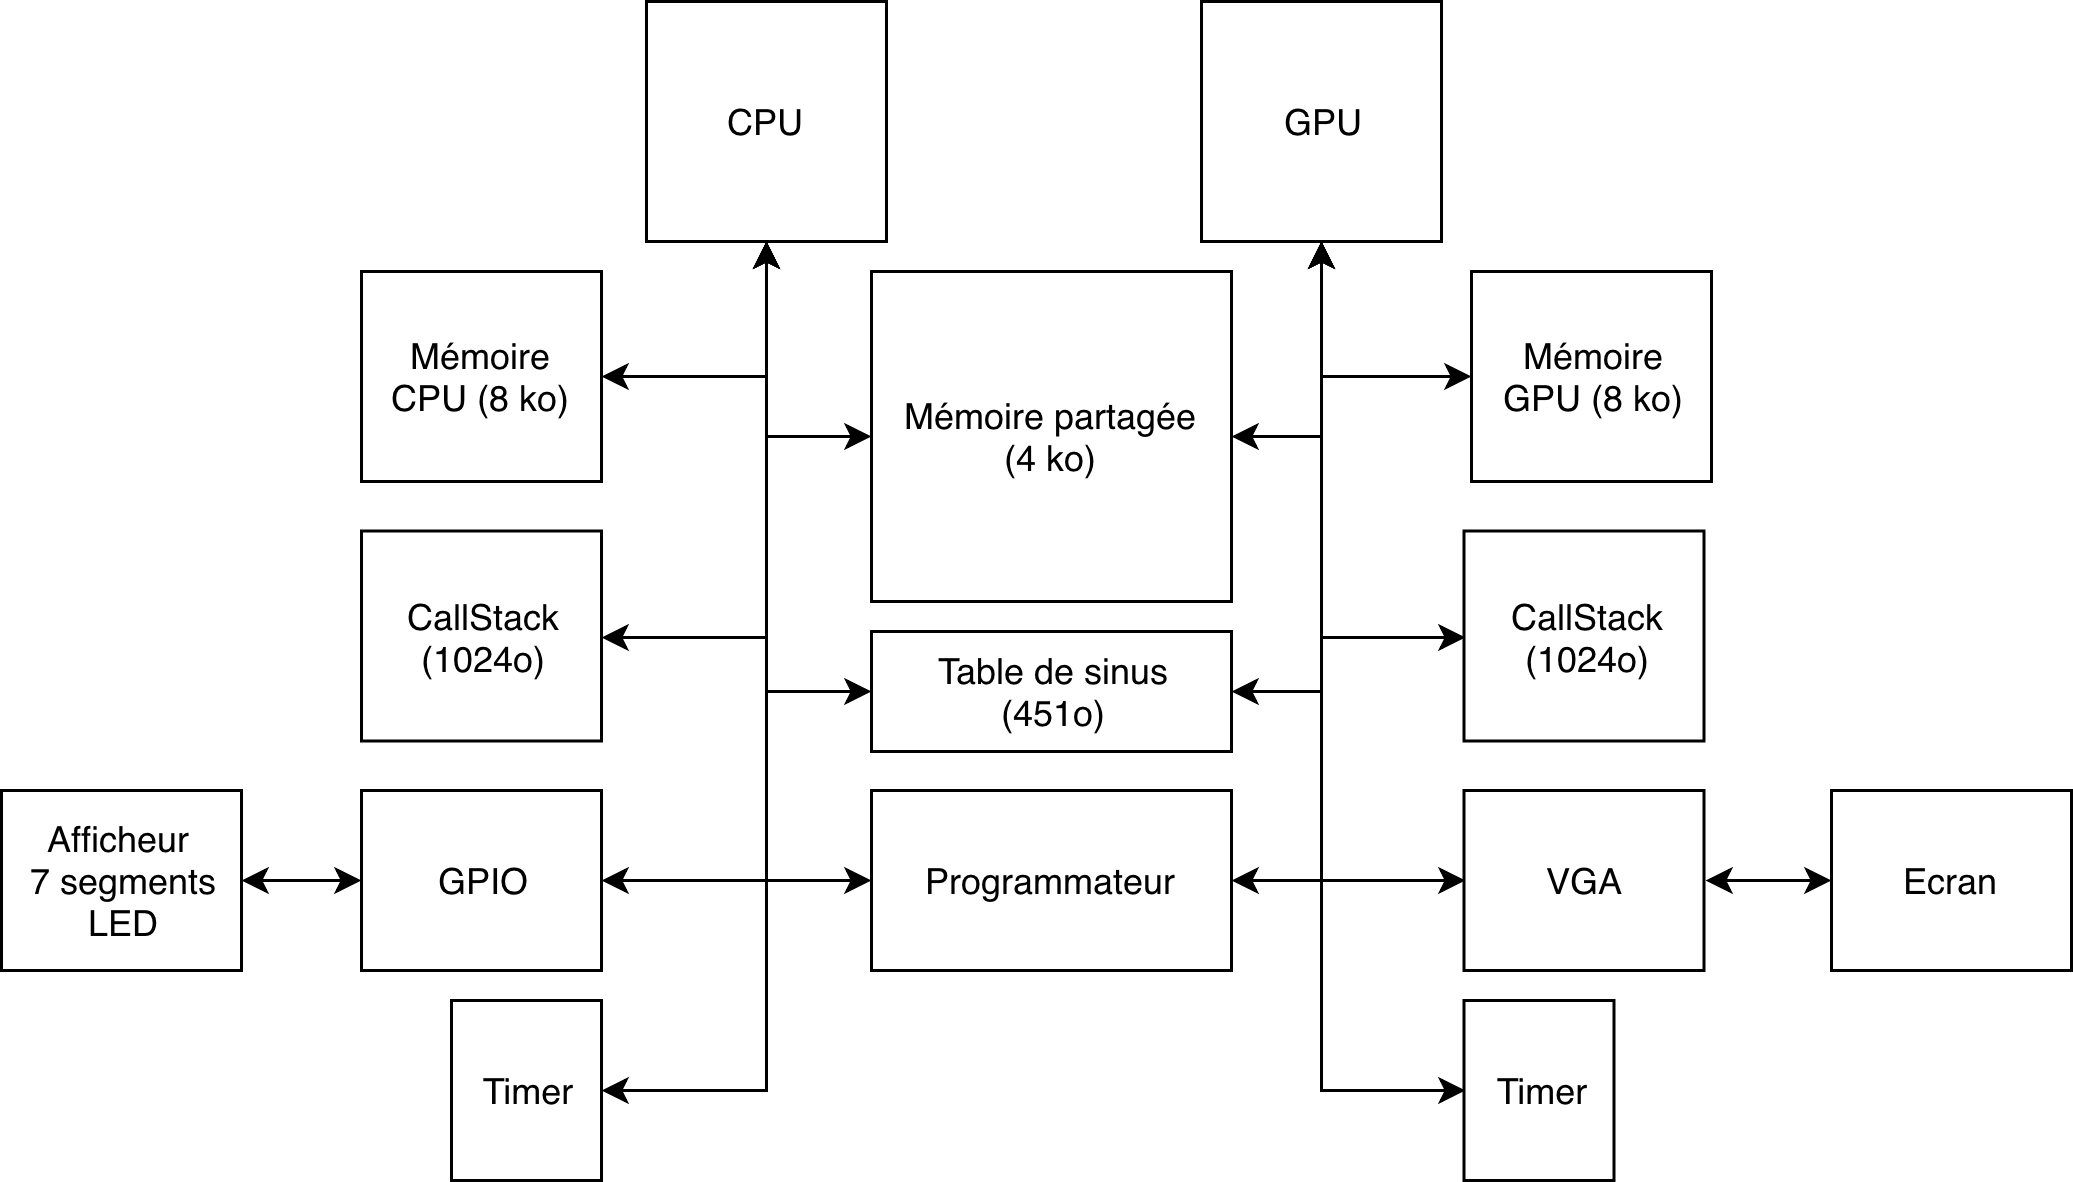 CPU
GPU
Mémoire
CPU (8 ko)
Mémoire partagée
(4 ko)
Mémoire
GPU (8 ko)
CallStack
(1024o)
Table de sinus
(451o)
CallStack
(1024o)
Afficheur
7 segments
LED
GPIO
Programmateur
VGA
Ecran
Timer
Timer